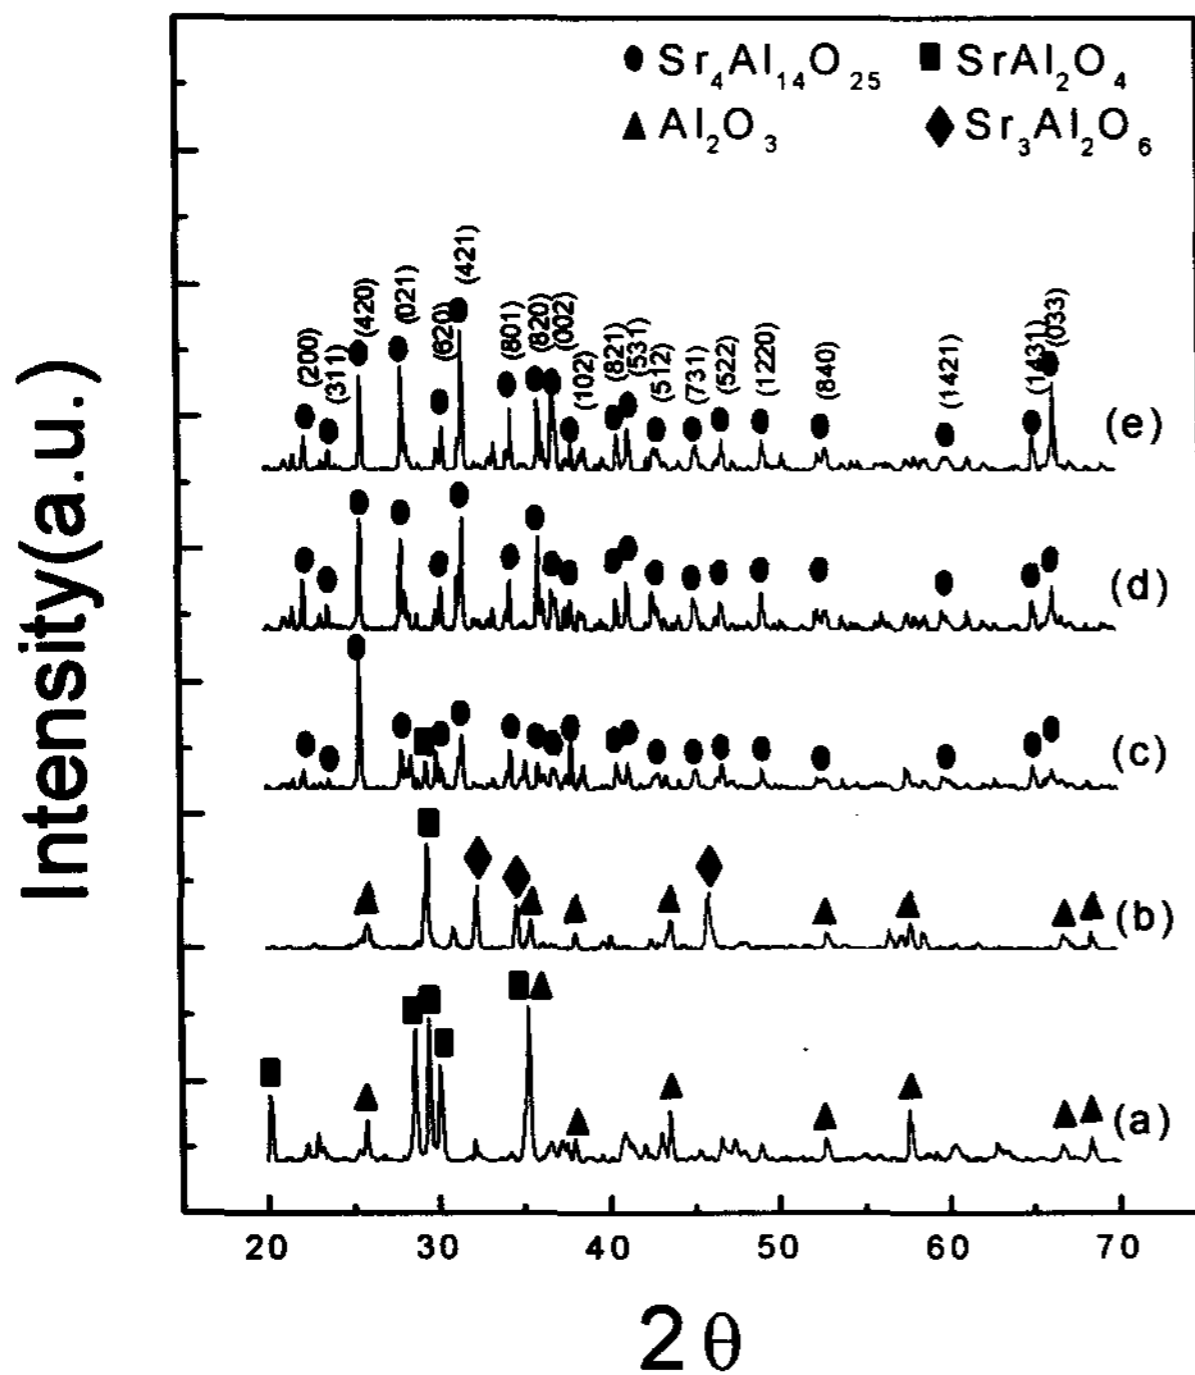 Sr₄Al₁₄O₂₅ SrAl₂O₄
Al₂O₃ Sr₃Al₂O₆
(200)
(311)
(420)
(021)
(620)
(421)
(801)
(820)
(002)
(102)
(821)
(531)
(512)
(731)
(522)
(1220)
(840)
(1421)
(1431)
(033)
(e)
(d)
(c)
(b)
(a)
Intensity(a.u.)
20 30 40 50 60 70
2θ